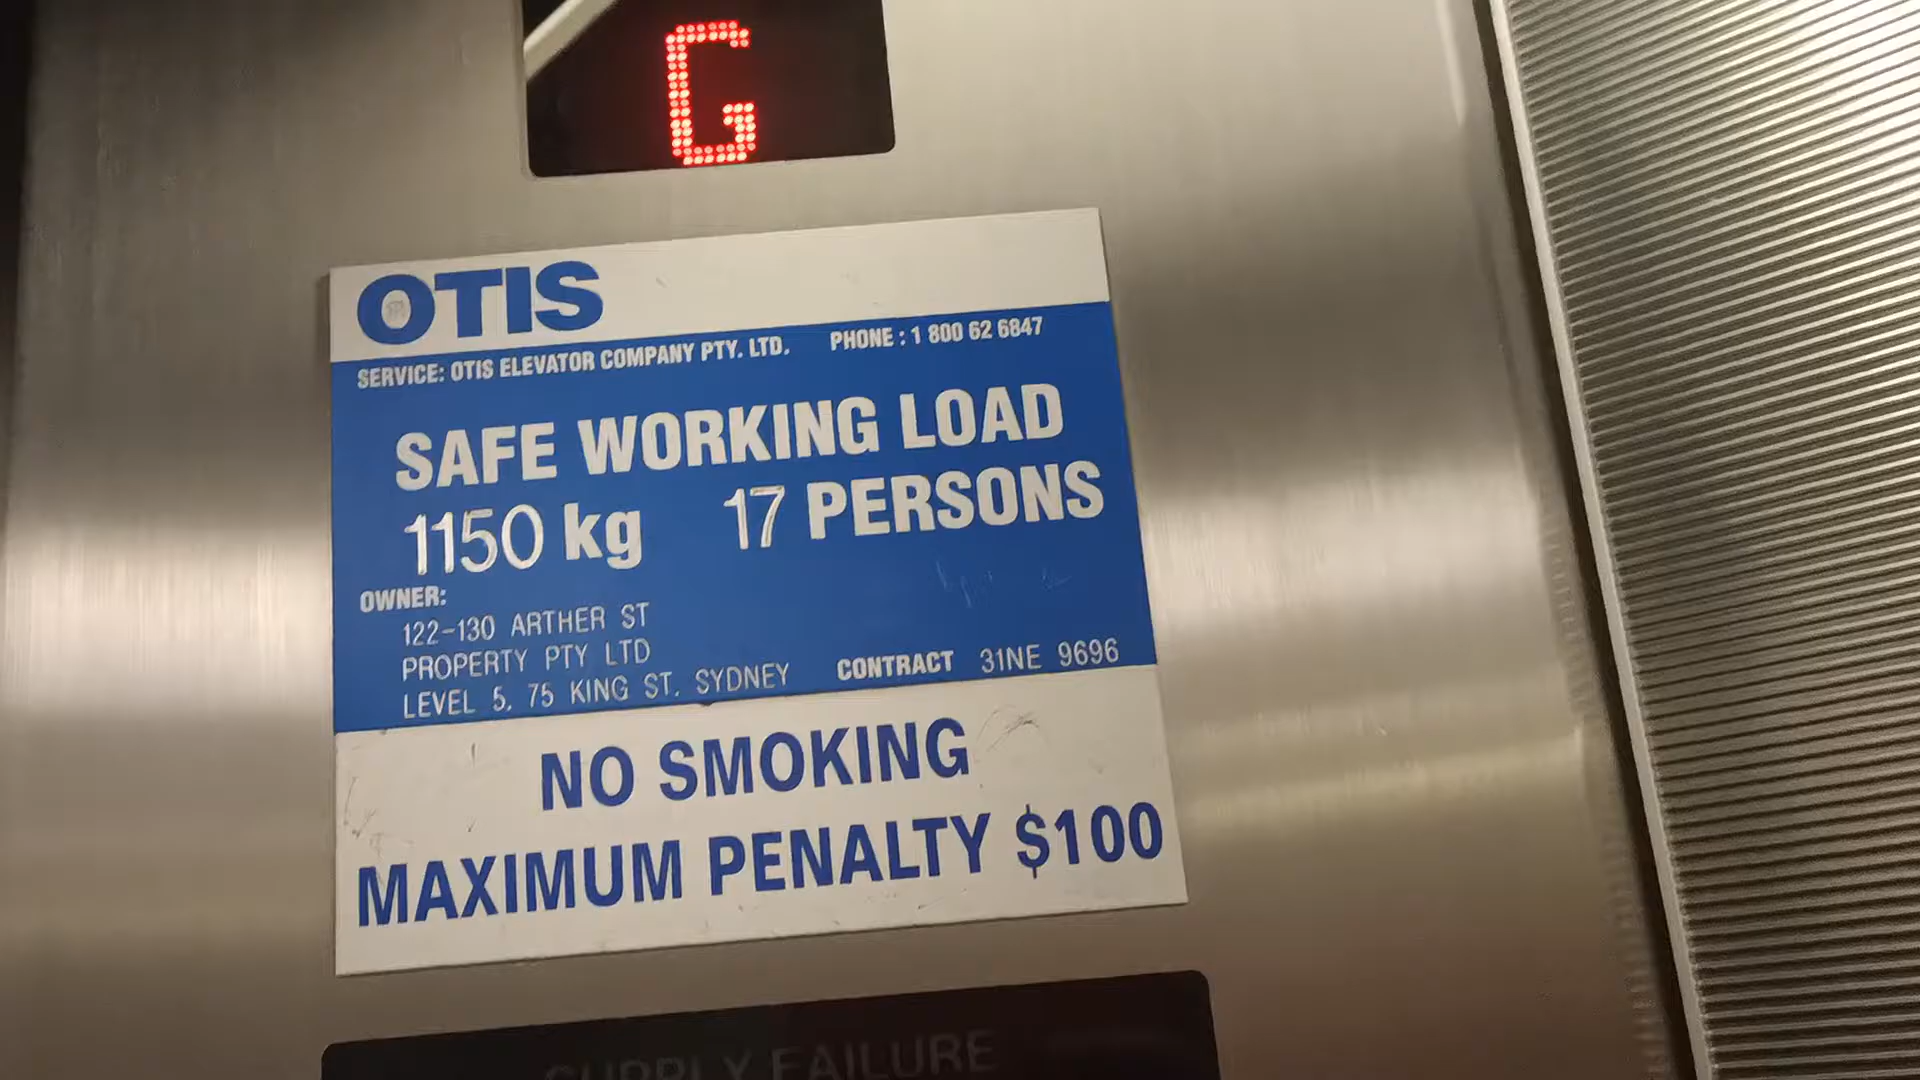 G
OTIS
SERVICE: OTIS ELEVATOR COMPANY PTY. LTD. PHONE : 1 800 62 6847
SAFE WORKING LOAD
1150 kg 17 PERSONS
OWNER:
122-130 ARTHER ST
PROPERTY PTY LTD
LEVEL 5, 75 KING ST. SYDNEY CONTRACT 31NE 9696
NO SMOKING
MAXIMUM PENALTY $100
SUPPLY FAILURE